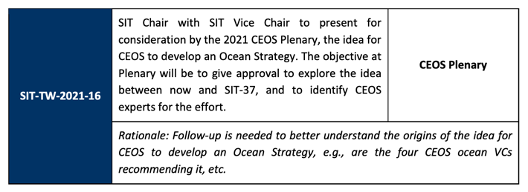 SIT-TW-2021-16
SIT Chair with SIT Vice Chair to present for
consideration by the 2021 CEOS Plenary, the idea for
CEOS to develop an Ocean Strategy. The objective at
Plenary will be to give approval to explore the idea
between now and SIT-37, and to identify CEOS
experts for the effort.
CEOS Plenary
Rationale: Follow-up is needed to better understand the origins of the idea for
CEOS to develop an Ocean Strategy, e.g., are the four CEOS ocean VCs
recommending it, etc.